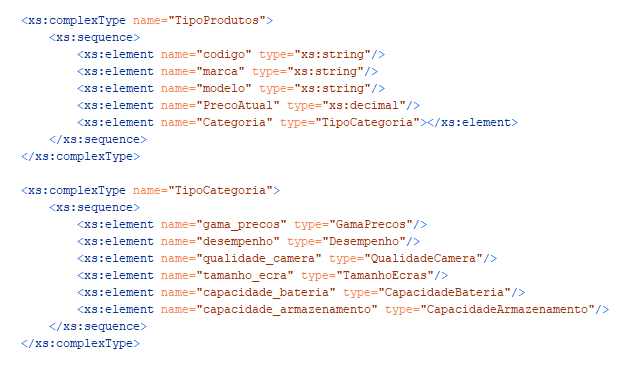 <xs:complexType name="TipoProdutos">
    <xs:sequence>
        <xs:element name="codigo" type="xs:string"/>
        <xs:element name="marca" type="xs:string"/>
        <xs:element name="modelo" type="xs:string"/>
        <xs:element name="PrecoAtual" type="xs:decimal"/>
        <xs:element name="Categoria" type="TipoCategoria"></xs:element>
    </xs:sequence>
</xs:complexType>

<xs:complexType name="TipoCategoria">
    <xs:sequence>
        <xs:element name="gama_precos" type="GamaPrecos"/>
        <xs:element name="desempenho" type="Desempenho"/>
        <xs:element name="qualidade_camera" type="QualidadeCamera"/>
        <xs:element name="tamanho_ecra" type="TamanhoEcras"/>
        <xs:element name="capacidade_bateria" type="CapacidadeBateria"/>
        <xs:element name="capacidade_armazenamento" type="CapacidadeArmazenamento"/>
    </xs:sequence>
</xs:complexType>